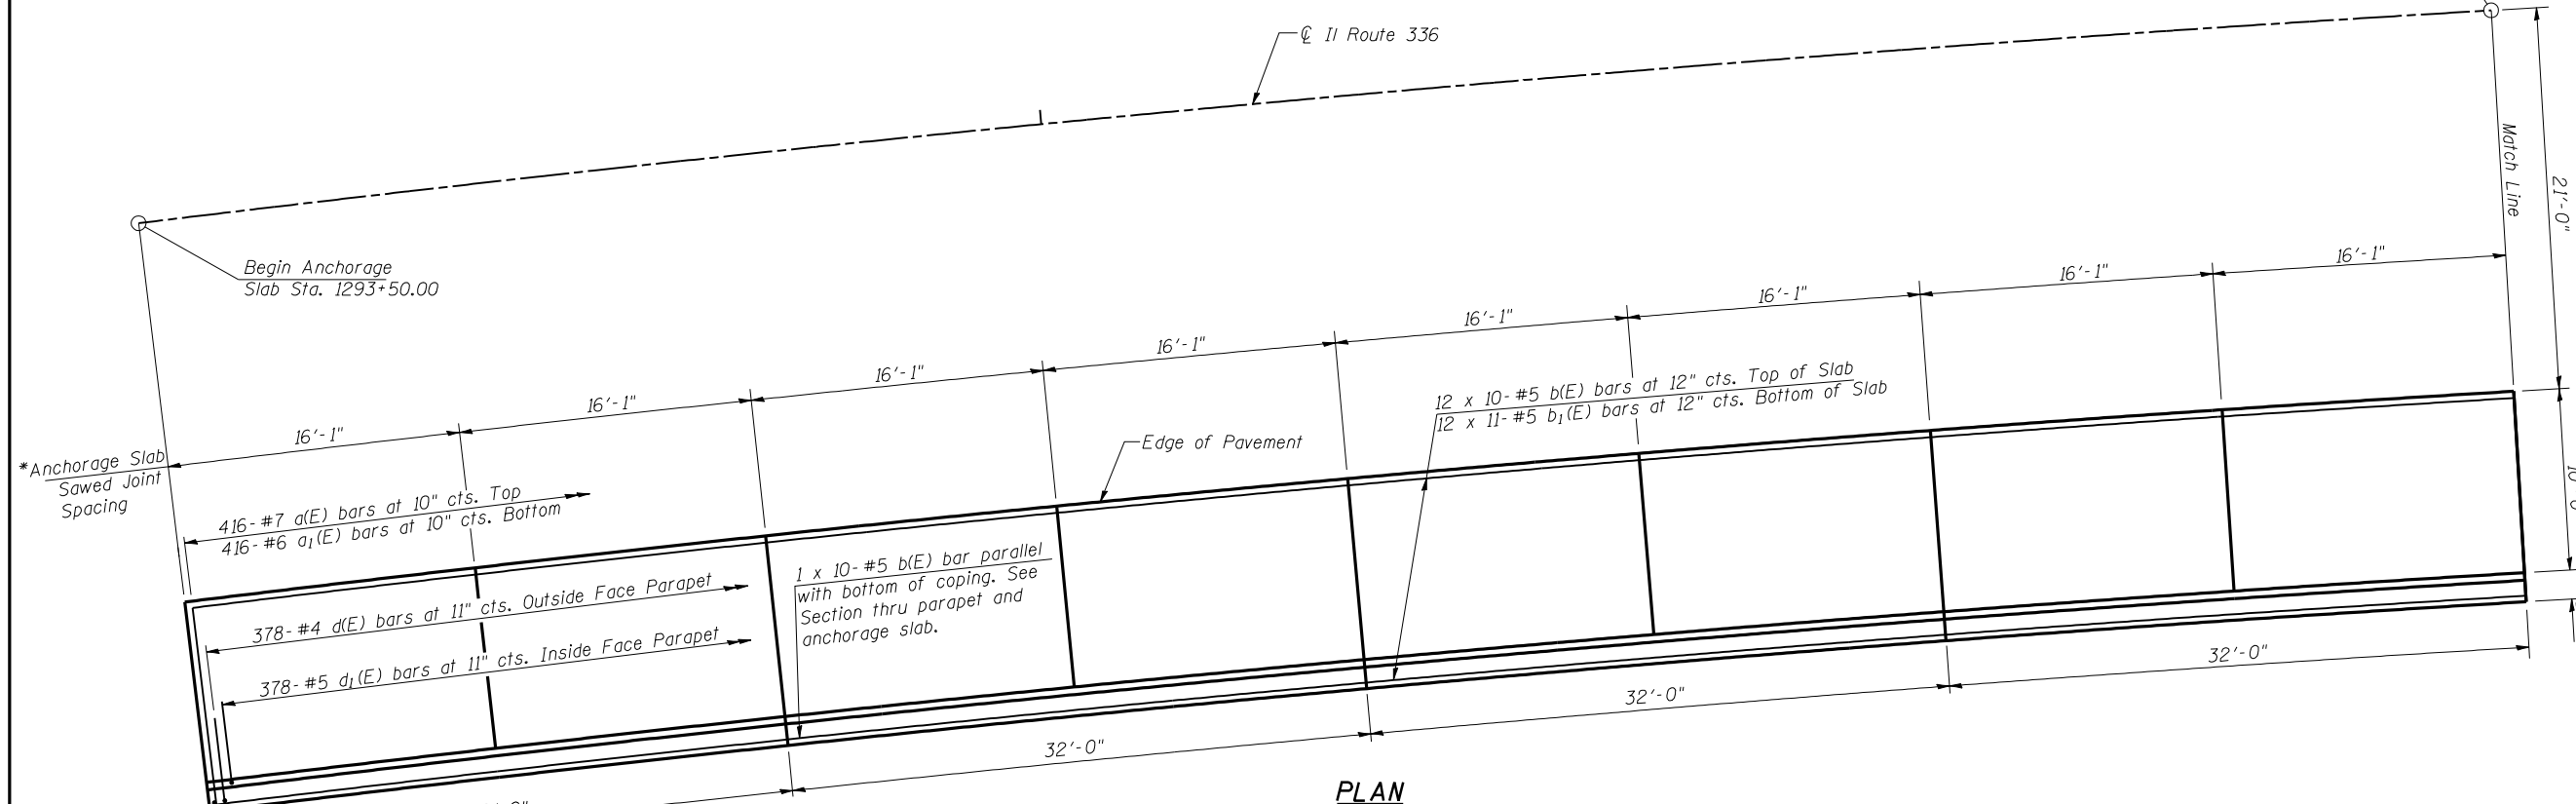 ℄ Il Route 336
Match Line
21'-0"
Begin Anchorage
Slab Sta. 1293+50.00
16'-1"
16'-1"
16'-1"
16'-1"
16'-1"
16'-1"
16'-1"
16'-1"
*Anchorage Slab
Sawed Joint
Spacing
416-#7 a(E) bars at 10" cts. Top
416-#6 a₁(E) bars at 10" cts. Bottom
Edge of Pavement
12 x 10-#5 b(E) bars at 12" cts. Top of Slab
12 x 11-#5 b₁(E) bars at 12" cts. Bottom of Slab
378-#4 d(E) bars at 11" cts. Outside Face Parapet
378-#5 d₁(E) bars at 11" cts. Inside Face Parapet
1 x 10-#5 b(E) bar parallel
with bottom of coping. See
Section thru parapet and
anchorage slab.
32'-0"
32'-0"
32'-0"
PLAN